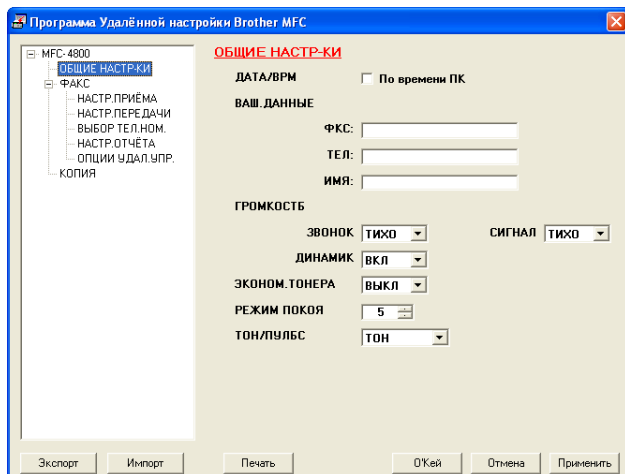 Программа Удалённой настройки Brother MFC
MFC-4800
ОБЩИЕ НАСТР-КИ
ФАКС
НАСТР.ПРИЁМА
НАСТР.ПЕРЕДАЧИ
ВЫБОР ТЕЛ.НОМ.
НАСТР.ОТЧЁТА
ОПЦИИ УДАЛ.УПР.
КОПИЯ
ОБЩИЕ НАСТР-КИ
ДАТА/ВРМ По времени ПК
ВАШ.ДАННЫЕ
ФКС:
ТЕЛ:
ИМЯ:
ГРОМКОСТБ
ЗВОНОК ТИХО СИГНАЛ ТИХО
ДИНАМИК ВКЛ
ЭКОНОМ.ТОНЕРА ВЫКЛ
РЕЖИМ ПОКОЯ 5
ТОН/ПУЛБС ТОН
Экспорт Импорт Печать О'Кей Отмена Применить